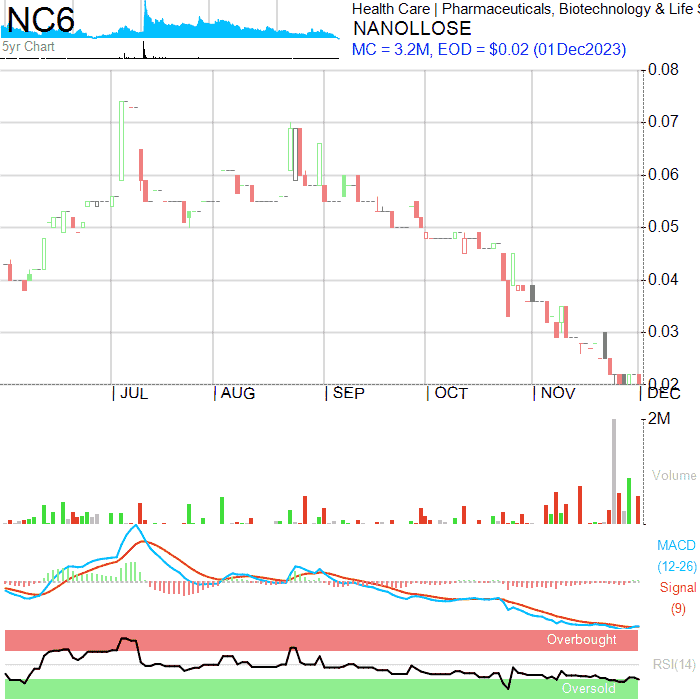 NC6
Health Care | Pharmaceuticals, Biotechnology & Life
NANOLLOSE
5yr Chart
MC = 3.2M, EOD = $0.02 (01Dec2023)
0.08
0.07
0.06
0.05
0.04
0.03
0.02
| JUL | AUG | SEP | OCT | NOV | DEC
2M
Volume
MACD
(12-26)
Signal
(9)
Overbought
RSI(14)
Oversold